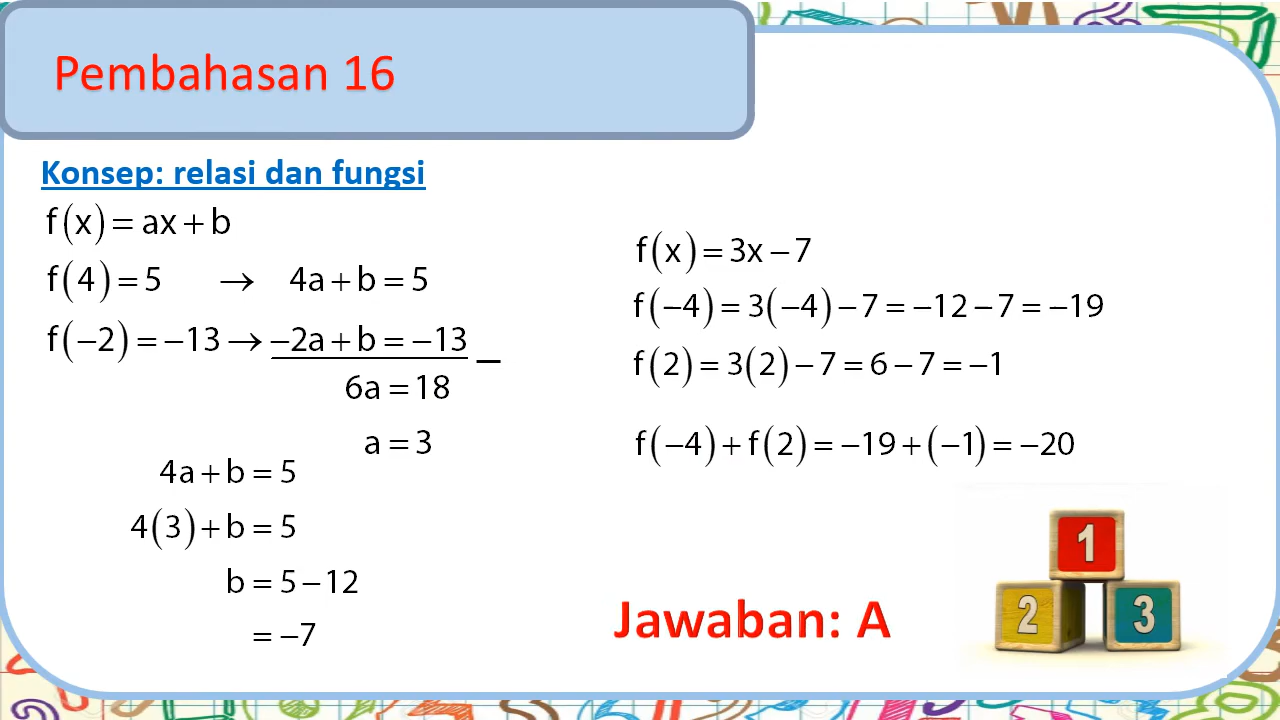 Pembahasan 16
Konsep: relasi dan fungsi
f(x) = ax + b
f(4) = 5 → 4a + b = 5
f(−2) = −13 → −2a + b = −13 −
6a = 18
a = 3
4a + b = 5
4(3) + b = 5
b = 5 − 12
= −7
f(x) = 3x − 7
f(−4) = 3(−4) − 7 = −12 − 7 = −19
f(2) = 3(2) − 7 = 6 − 7 = −1
f(−4) + f(2) = −19 + (−1) = −20
Jawaban: A
1
2 3